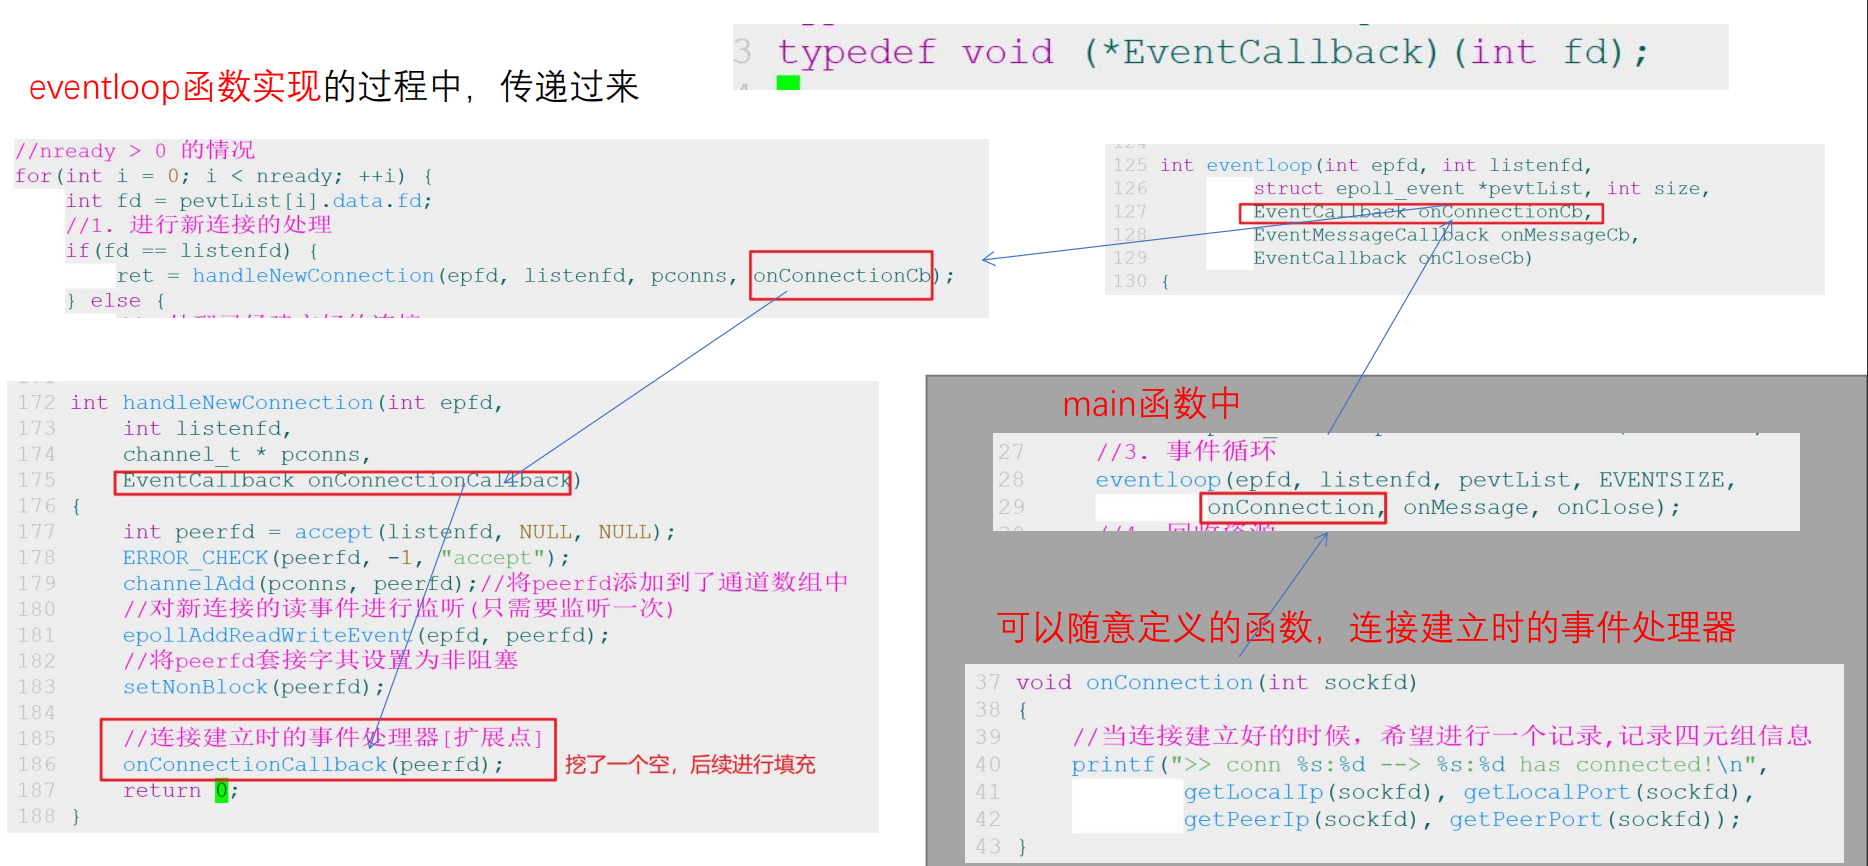 3 typedef void (*EventCallback)(int fd);
eventloop函数实现的过程中，传递过来
//nready > 0 的情况
for(int i = 0; i < nready; ++i) {
int fd = pevtList[i].data.fd;
//1. 进行新连接的处理
if(fd == listenfd) {
ret = handleNewConnection(epfd, listenfd, pconns, onConnectionCb);
} else {
125 int eventloop(int epfd, int listenfd,
126 struct epoll_event *pevtList, int size,
127 EventCallback onConnectionCb,
128 EventMessageCallback onMessageCb,
129 EventCallback onCloseCb)
130 {
172 int handleNewConnection(int epfd,
173 int listenfd,
174 channel_t * pconns,
175 EventCallback onConnectionCallback)
176 {
177 int peerfd = accept(listenfd, NULL, NULL);
178 ERROR_CHECK(peerfd, -1, "accept");
179 channelAdd(pconns, peerfd);//将peerfd添加到了通道数组中
180 //对新连接的读事件进行监听(只需要监听一次)
181 epollAddReadWriteEvent(epfd, peerfd);
182 //将peerfd套接字其设置为非阻塞
183 setNonBlock(peerfd);
184
185 //连接建立时的事件处理器[扩展点]
186 onConnectionCallback(peerfd);
挖了一个空，后续进行填充
187 return 0;
188 }
main函数中
27 //3. 事件循环
28 eventloop(epfd, listenfd, pevtList, EVENTSIZE,
29 onConnection, onMessage, onClose);
可以随意定义的函数，连接建立时的事件处理器
37 void onConnection(int sockfd)
38 {
39 //当连接建立好的时候，希望进行一个记录,记录四元组信息
40 printf(">> conn %s:%d --> %s:%d has connected!\n",
41 getLocalIp(sockfd), getLocalPort(sockfd),
42 getPeerIp(sockfd), getPeerPort(sockfd));
43 }